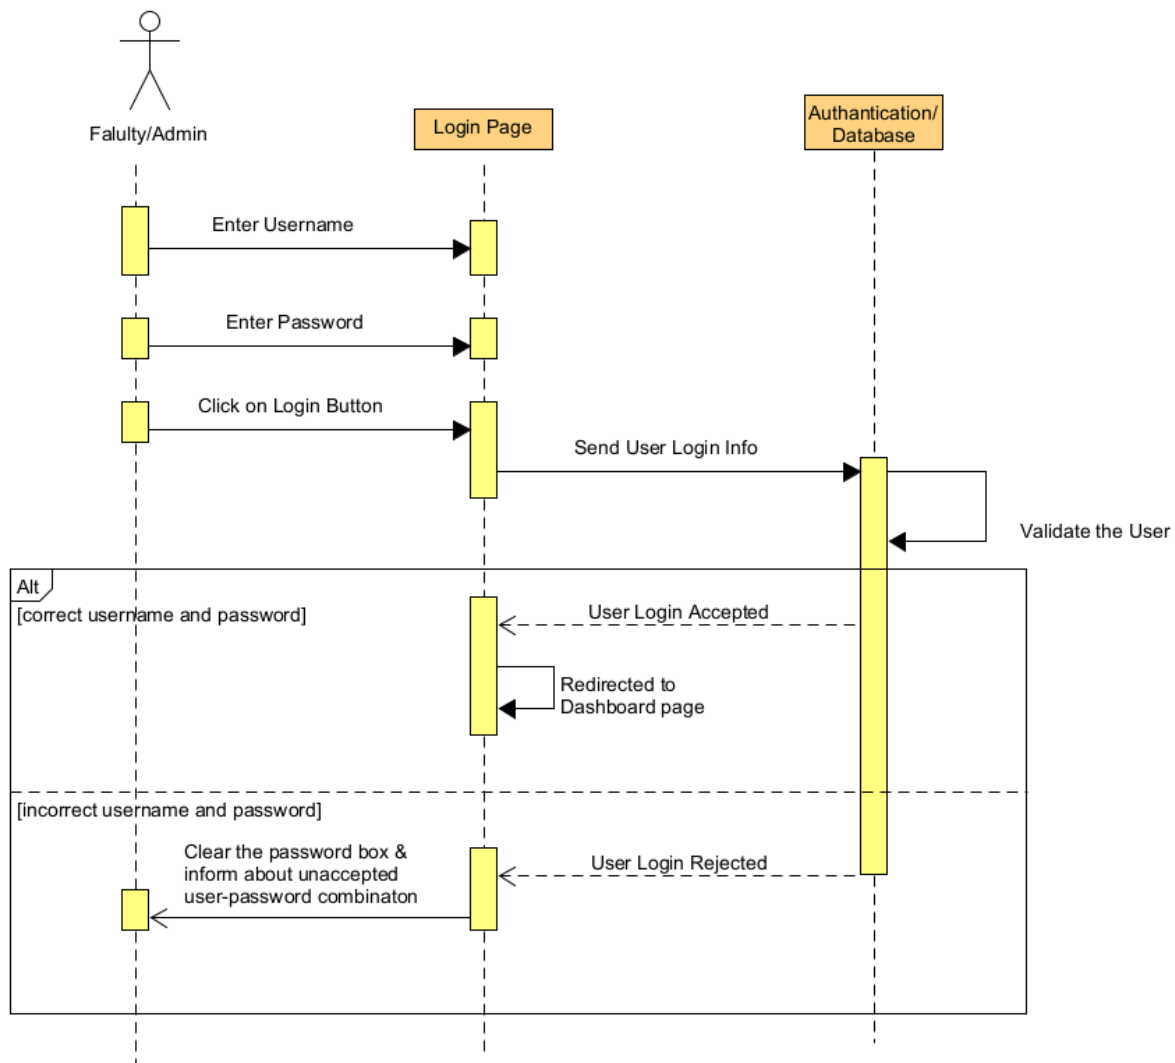 Falulty/Admin
Login Page
Authantication/
Database
Enter Username
Enter Password
Click on Login Button
Send User Login Info
Validate the User
Alt
[correct username and password]
User Login Accepted
Redirected to
Dashboard page
[incorrect username and password]
Clear the password box &
inform about unaccepted
user-password combinaton
User Login Rejected